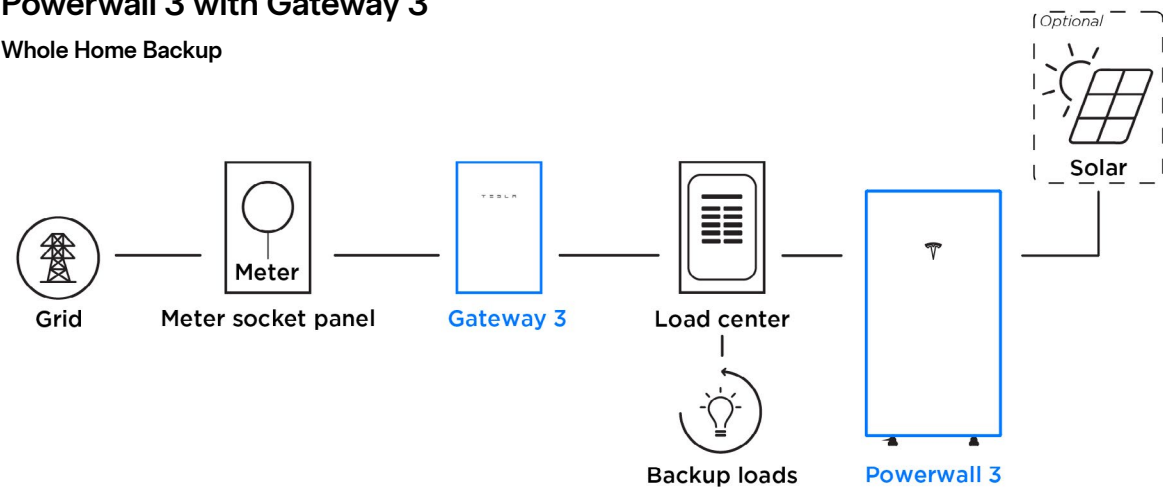 Powerwall 3 with Gateway 3
Whole Home Backup
Optional
Solar
TESLA
Meter
Grid
Meter socket panel
Gateway 3
Load center
Backup loads
Powerwall 3